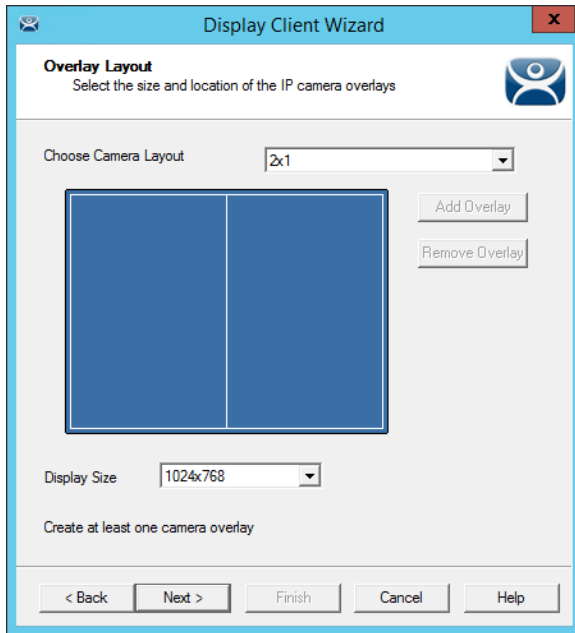 Display Client Wizard
x
Overlay Layout
Select the size and location of the IP camera overlays
Choose Camera Layout
2x1
Add Overlay
Remove Overlay
Display Size
1024x768
Create at least one camera overlay
< Back
Next >
Finish
Cancel
Help